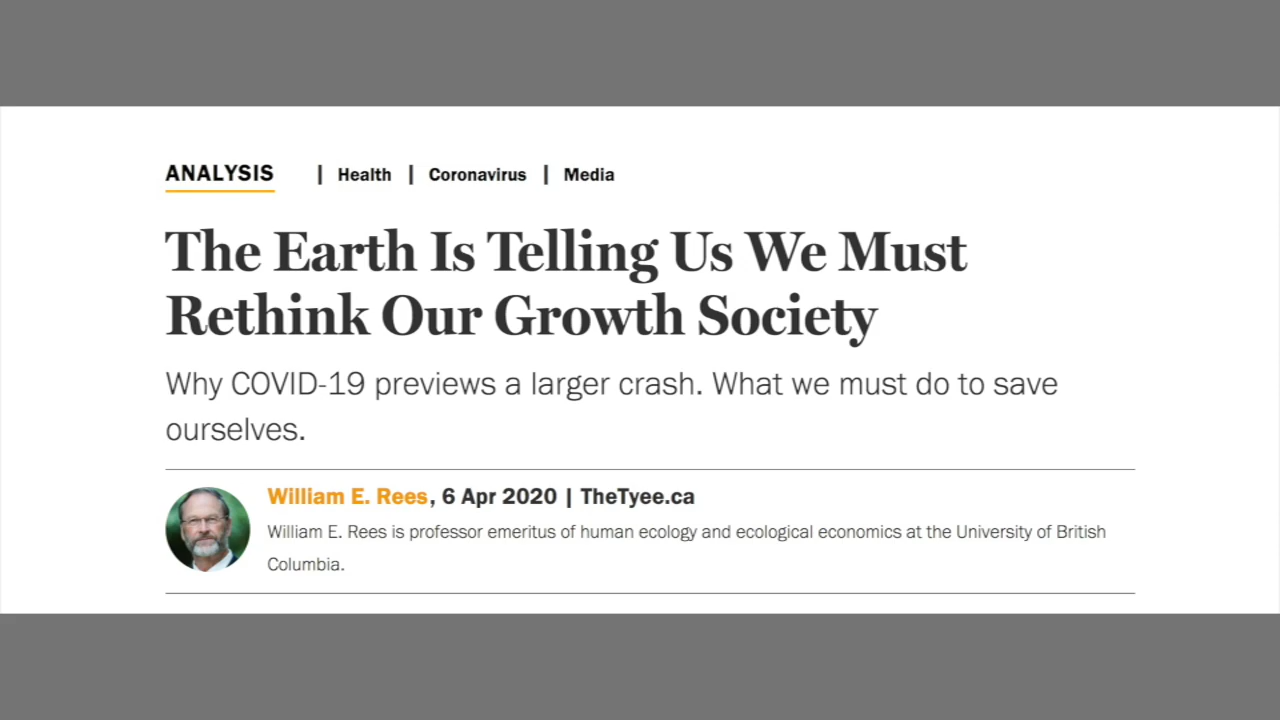 ANALYSIS | Health | Coronavirus | Media
The Earth Is Telling Us We Must
Rethink Our Growth Society
Why COVID-19 previews a larger crash. What we must do to save
ourselves.
William E. Rees, 6 Apr 2020 | TheTyee.ca
William E. Rees is professor emeritus of human ecology and ecological economics at the University of British
Columbia.